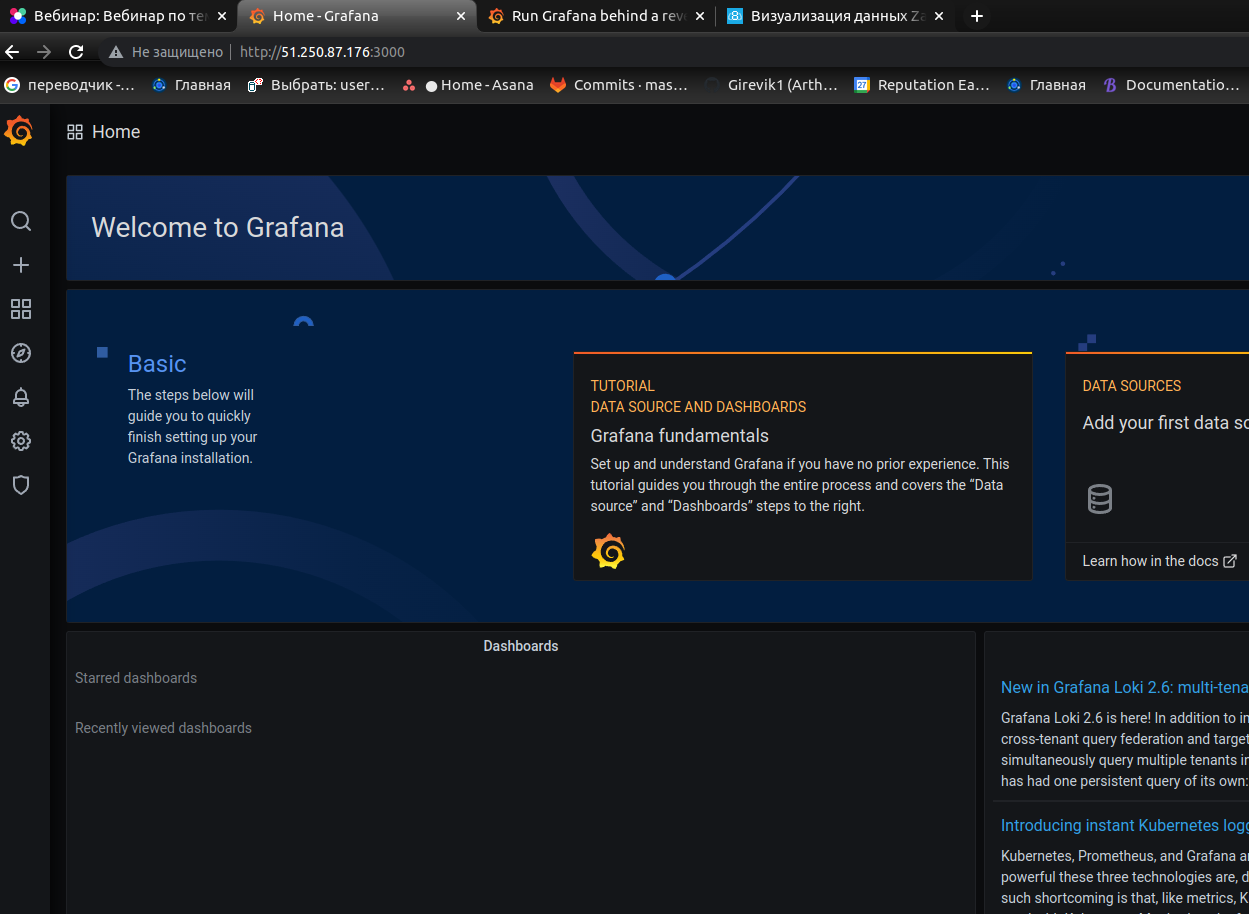 Вебинар: Вебинар по те
Home - Grafana
Run Grafana behind a rev
Визуализация данных Za
Не защищено
http://51.250.87.176:3000
переводчик -...
Главная
Выбрать: user...
Home - Asana
Commits · mas...
Girevik1 (Arth...
27
Reputation Ea...
Главная
Documentatio...
Home
Welcome to Grafana
Basic
The steps below will
guide you to quickly
finish setting up your
Grafana installation.
TUTORIAL
DATA SOURCE AND DASHBOARDS
Grafana fundamentals
Set up and understand Grafana if you have no prior experience. This
tutorial guides you through the entire process and covers the “Data
source” and “Dashboards” steps to the right.
DATA SOURCES
Add your first data so
Learn how in the docs
Dashboards
Starred dashboards
Recently viewed dashboards
New in Grafana Loki 2.6: multi-tena
Grafana Loki 2.6 is here! In addition to in
cross-tenant query federation and target
simultaneously query multiple tenants in
has had one persistent query of its own:
Introducing instant Kubernetes logg
Kubernetes, Prometheus, and Grafana a
powerful these three technologies are, d
such shortcoming is that, like metrics, K